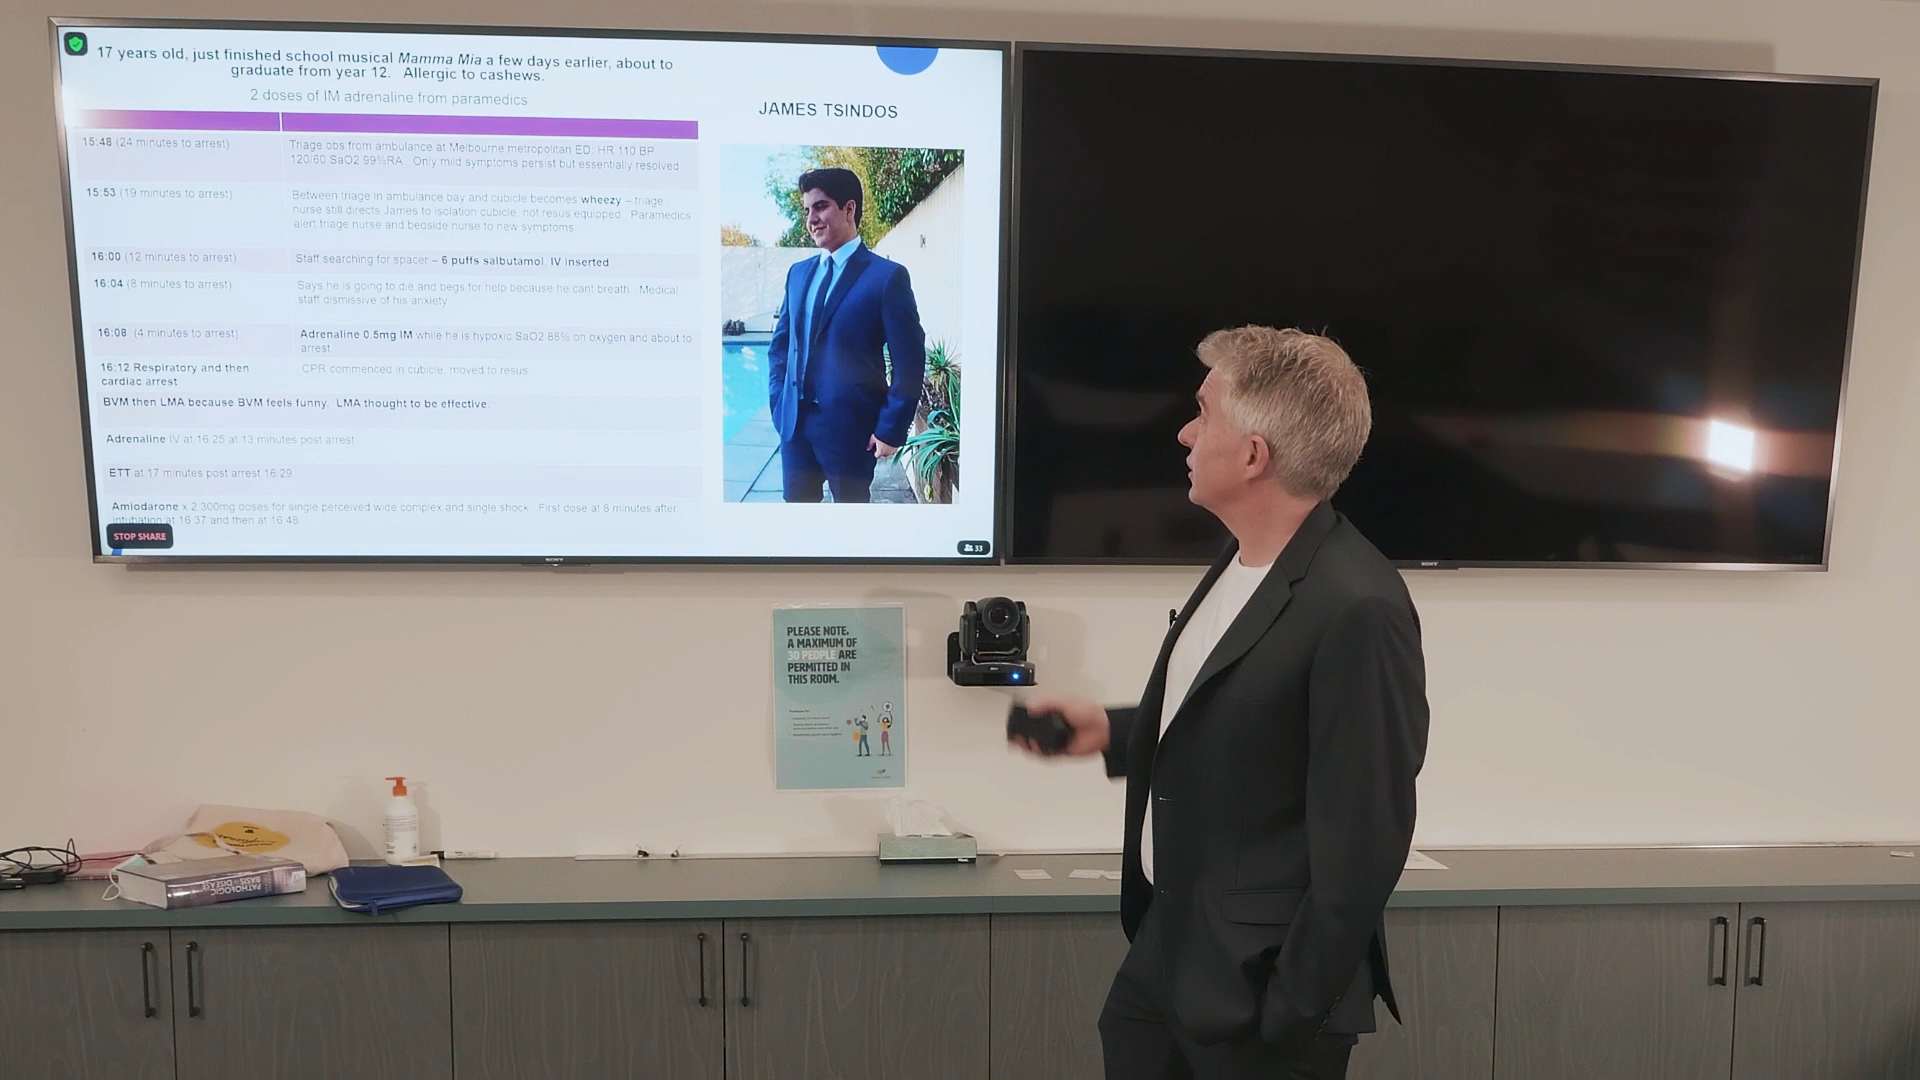 17 years old, just finished school musical Mamma Mia a few days earlier, about to
graduate from year 12. Allergic to cashews.
2 doses of IM adrenaline from paramedics
JAMES TSINDOS
15:48 (24 minutes to arrest)
Triage obs from ambulance at Melbourne metropolitan ED: HR 110 BP
120/60 SaO2 99%RA. Only mild symptoms persist but essentially resolved
15:53 (19 minutes to arrest)
Between triage in ambulance bay and cubicle becomes wheezy – triage
nurse still directs James to isolation cubicle, not resus equipped. Paramedics
alert triage nurse and bedside nurse to new symptoms.
16:00 (12 minutes to arrest)
Staff searching for spacer – 6 puffs salbutamol. IV inserted
16:04 (8 minutes to arrest)
Says he is going to die and begs for help because he cant breath. Medical
staff dismissive of his anxiety
16:08 (4 minutes to arrest)
Adrenaline 0.5mg IM while he is hypoxic SaO2 88% on oxygen and about to
arrest
16:12 Respiratory and then
cardiac arrest
CPR commenced in cubicle, moved to resus
BVM then LMA because BVM feels funny. LMA thought to be effective.
Adrenaline IV at 16:25 at 13 minutes post arrest
ETT at 17 minutes post arrest 16:29
Amiodarone x 2 300mg doses for single perceived wide complex and single shock. First dose at 8 minutes after
intubation at 16:37 and then at 16:48
STOP SHARE
33
SONY
SONY
PLEASE NOTE.
A MAXIMUM OF
30 PEOPLE ARE
PERMITTED IN
THIS ROOM.
PATHOLOGIC
BASIS OF DISEASE